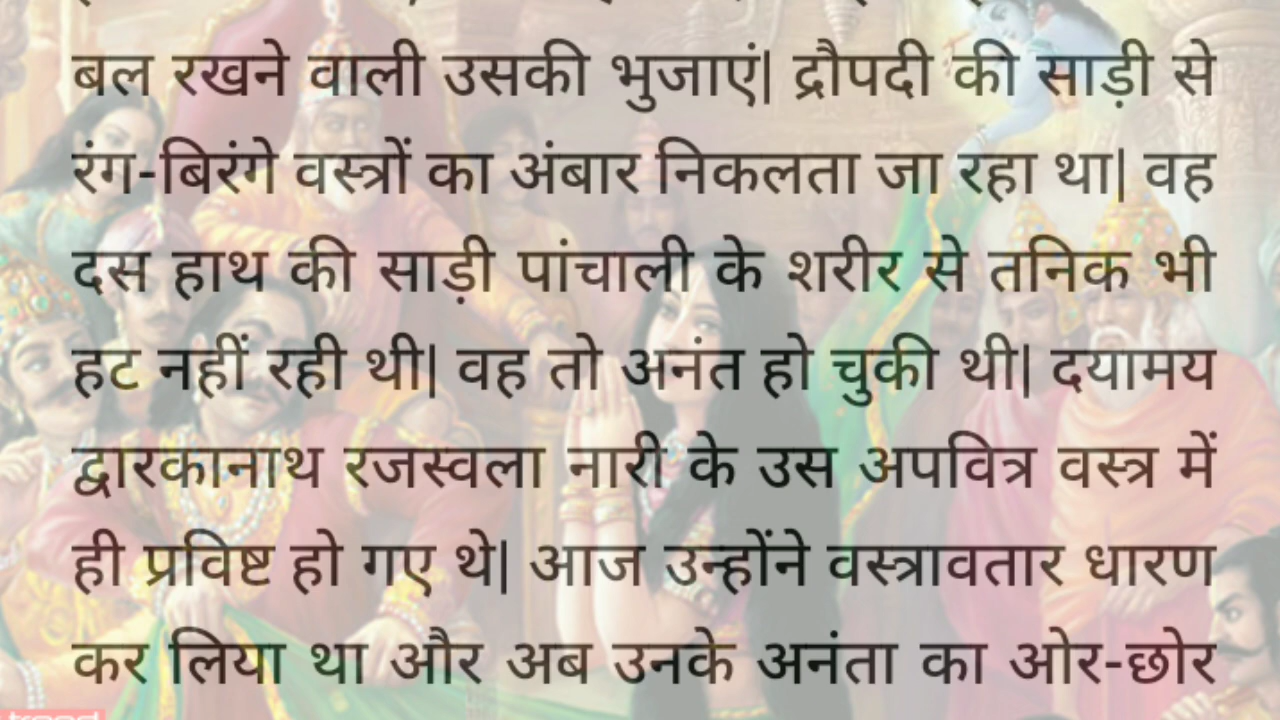 बल रखने वाली उसकी भुजाएं| द्रौपदी की साड़ी से
रंग-बिरंगे वस्त्रों का अंबार निकलता जा रहा था| वह
दस हाथ की साड़ी पांचाली के शरीर से तनिक भी
हट नहीं रही थी| वह तो अनंत हो चुकी थी| दयामय
द्वारकानाथ रजस्वला नारी के उस अपवित्र वस्त्र में
ही प्रविष्ट हो गए थे| आज उन्होंने वस्त्रावतार धारण
कर लिया था और अब उनके अनंता का ओर-छोर